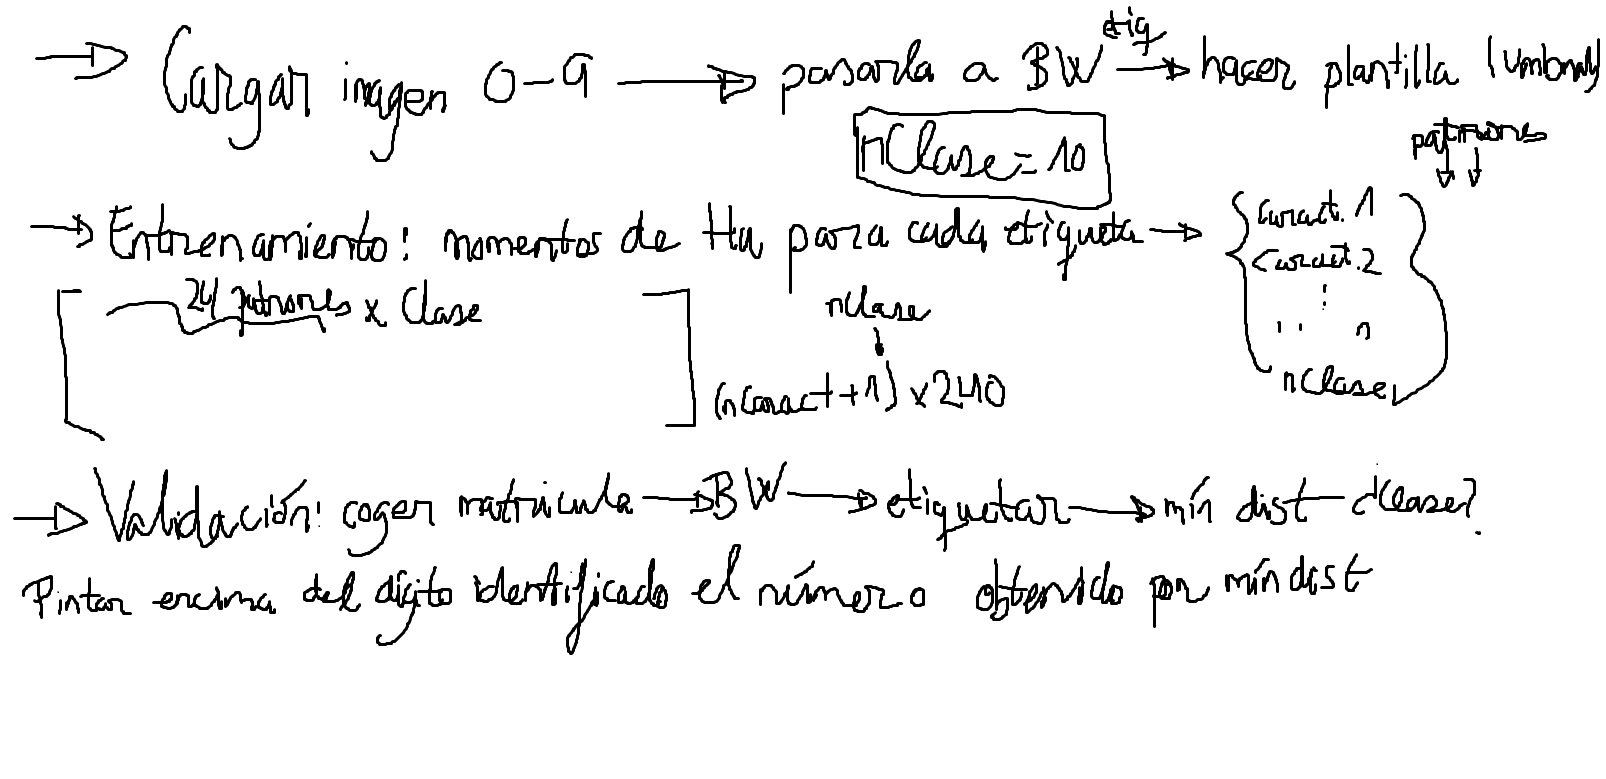 → Cargar imagen 0-9 → pasarla a BW etiq → hacer plantilla (umbral)
nClase = 10
patrones
→ Entrenamiento: momentos de Hu para cada etiqueta → caract. 1
caract. 2
⋮
.. n
nClase
24 patrones x Clase
nClase
(nCaract + 1) x 240
→ Validación: coger matricula → BW → etiquetar → mín dist → ¿Clase?
Pintar encima del dígito identificado el número obtenido por mín dist